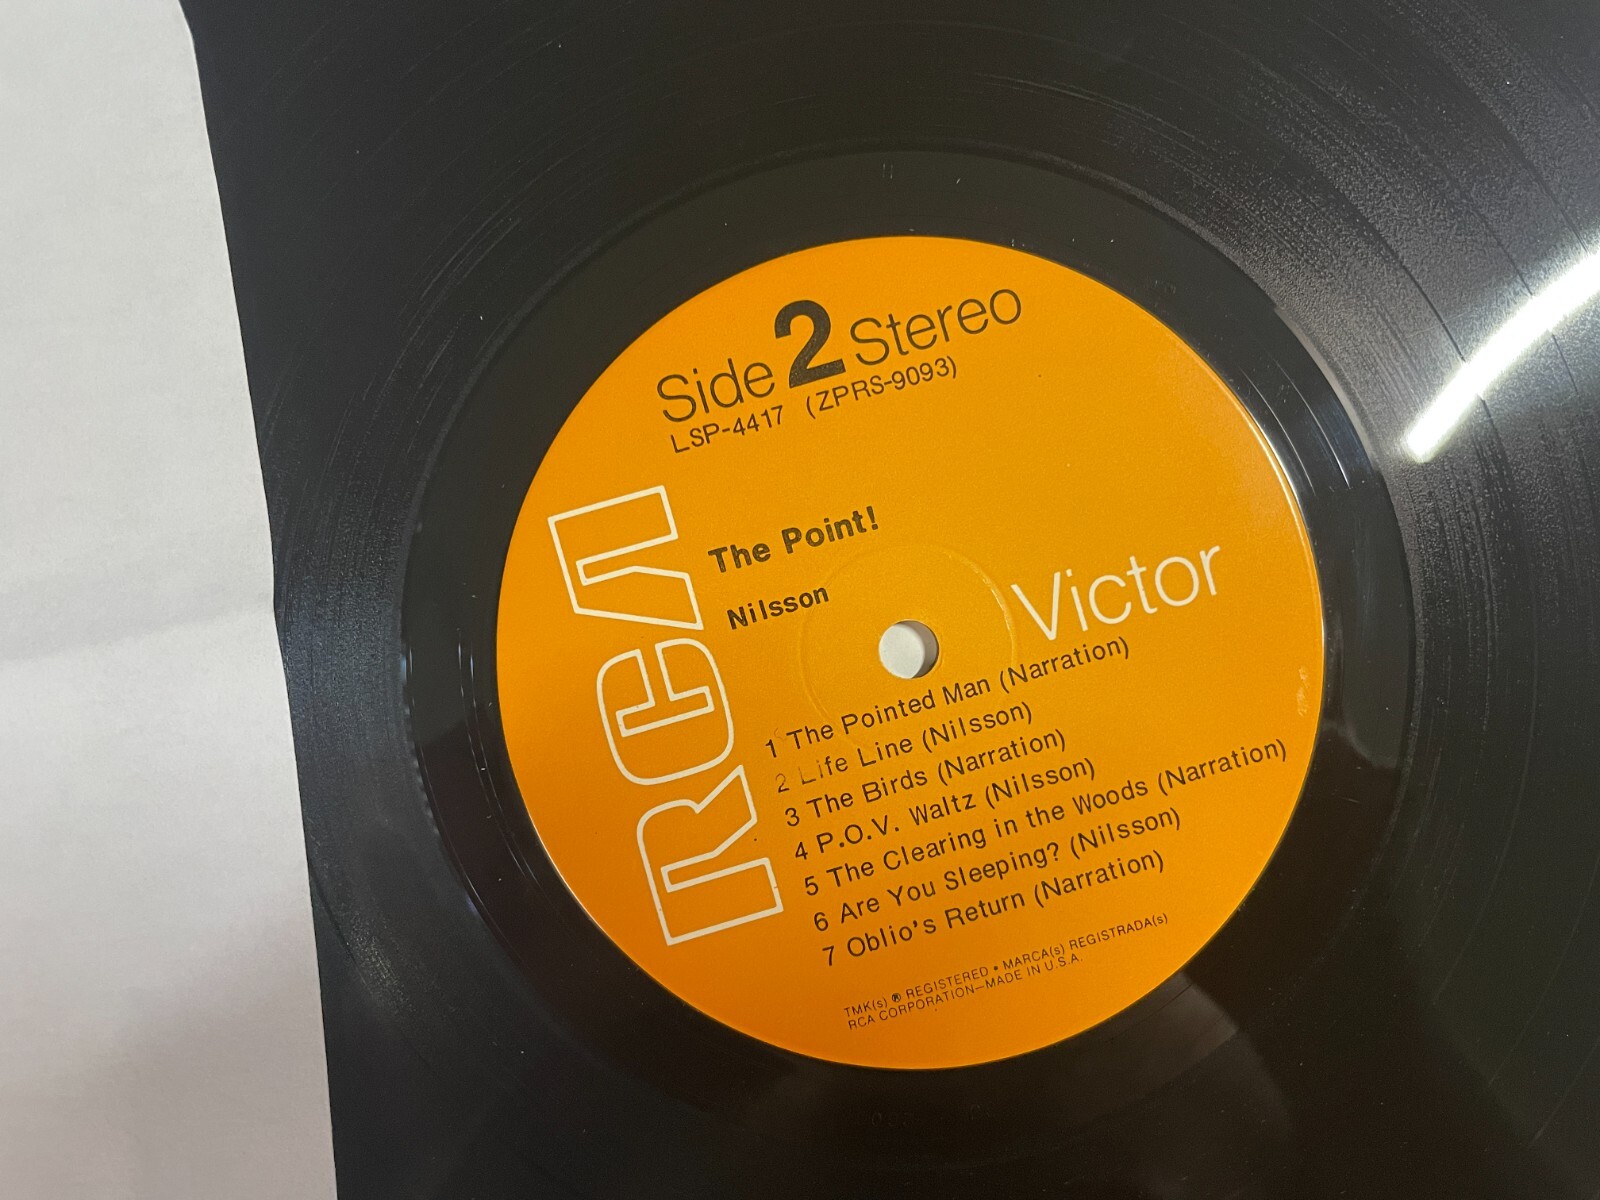 Side 2 Stereo
LSP-4417 (ZPRS-9093)
RCA
The Point!
Nilsson
Victor
1 The Pointed Man (Narration)
2 Life Line (Nilsson)
3 The Birds (Narration)
4 P.O.V. Waltz (Nilsson)
5 The Clearing in the Woods (Narration)
6 Are You Sleeping? (Nilsson)
7 Oblio's Return (Narration)
TMK(s) ® REGISTERED • MARCA(s) REGISTRADA(s)
RCA CORPORATION—MADE IN U.S.A.